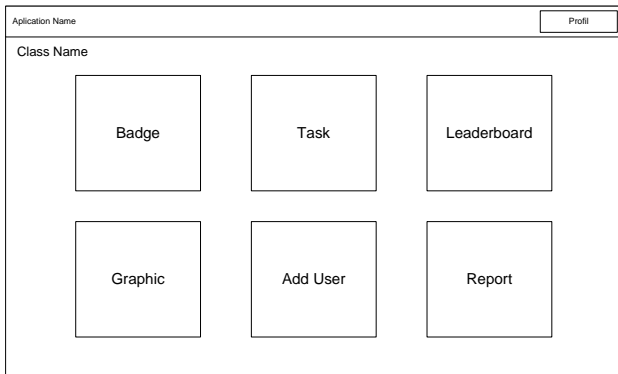 Aplication Name
Profil
Class Name
Badge
Task
Leaderboard
Graphic
Add User
Report